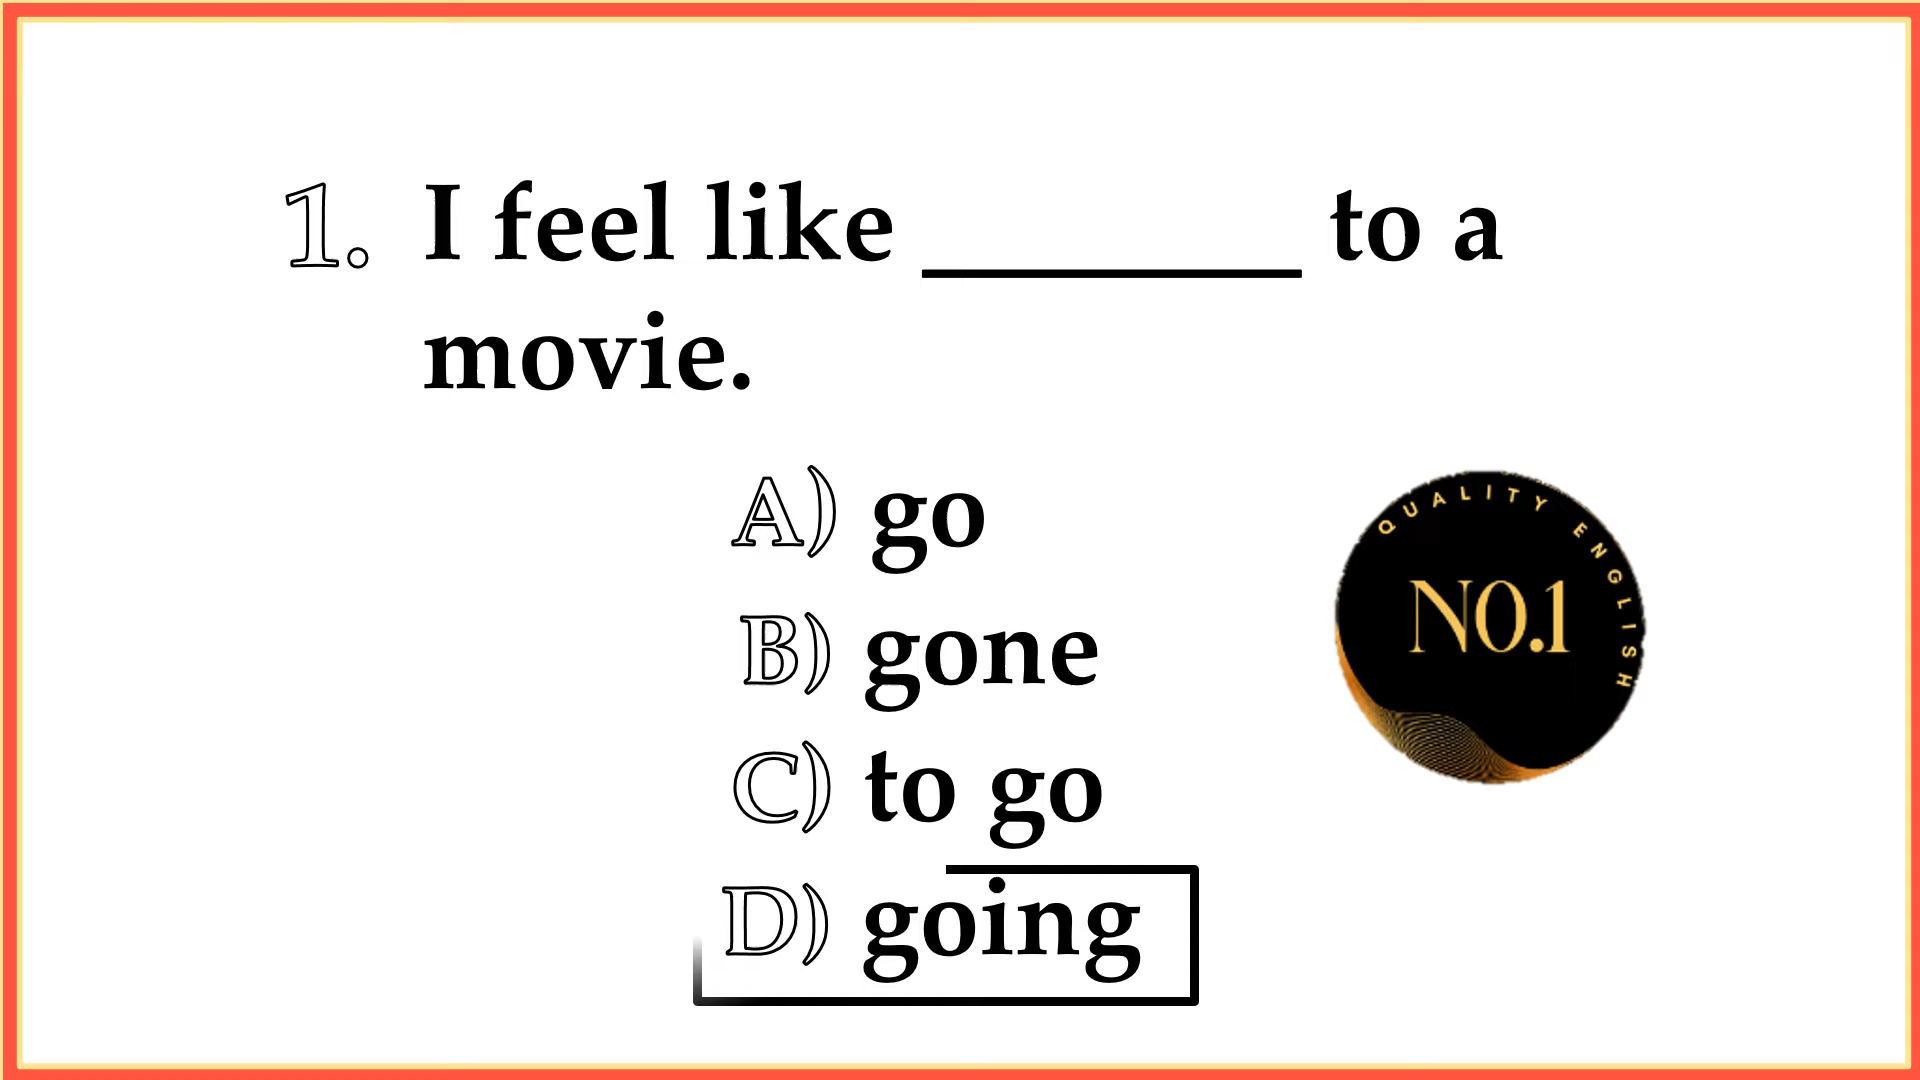 1. I feel like ________ to a
movie.
A) go
B) gone
C) to go
D) going
QUALITY ENGLISH
NO.1